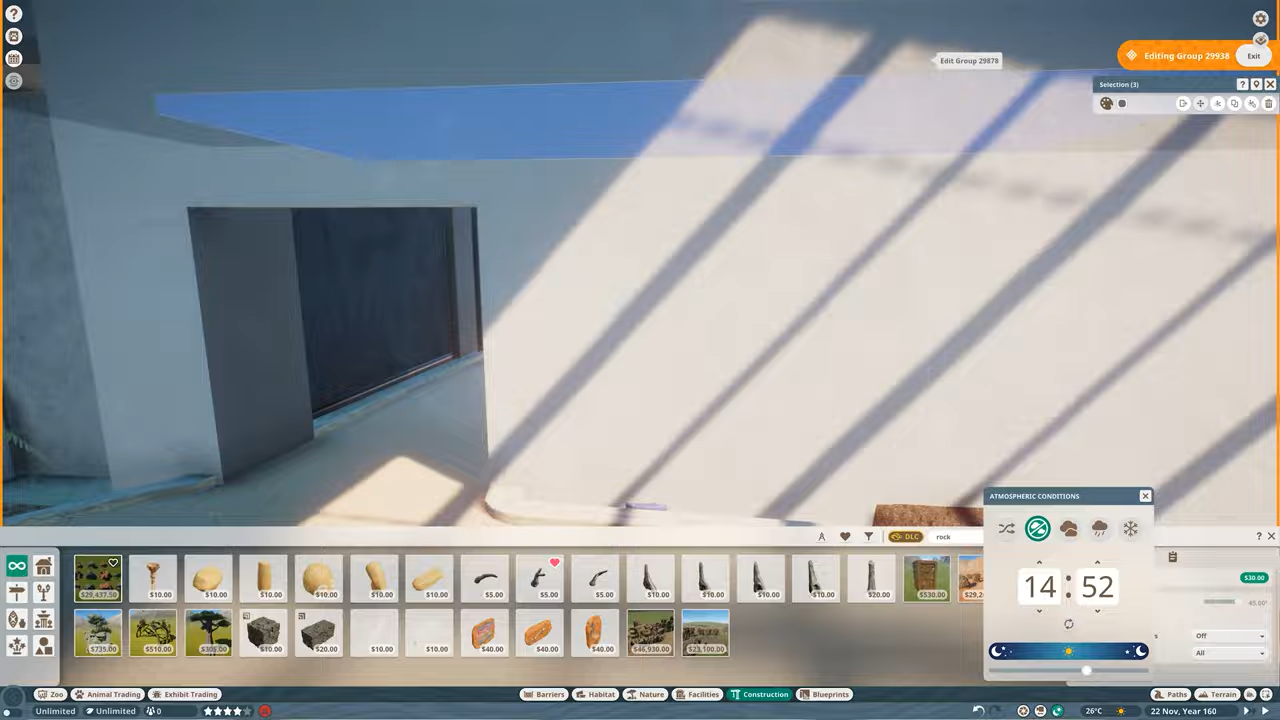 Edit Group 29878
Editing Group 29938
Exit
Selection (3)
ATMOSPHERIC CONDITIONS
14:52
DLC
rock
$29,437.50
$10.00
$10.00
$10.00
$10.00
$10.00
$10.00
$5.00
$5.00
$5.00
$10.00
$10.00
$10.00
$10.00
$20.00
$530.00
$735.00
$510.00
$305.00
$10.00
$20.00
$10.00
$10.00
$40.00
$40.00
$40.00
$46,930.00
$23,100.00
$30.00
45.00°
Off
All
Zoo
Animal Trading
Exhibit Trading
Barriers
Habitat
Nature
Facilities
Construction
Blueprints
Paths
Terrain
Unlimited
Unlimited
0
26°C
22 Nov, Year 160